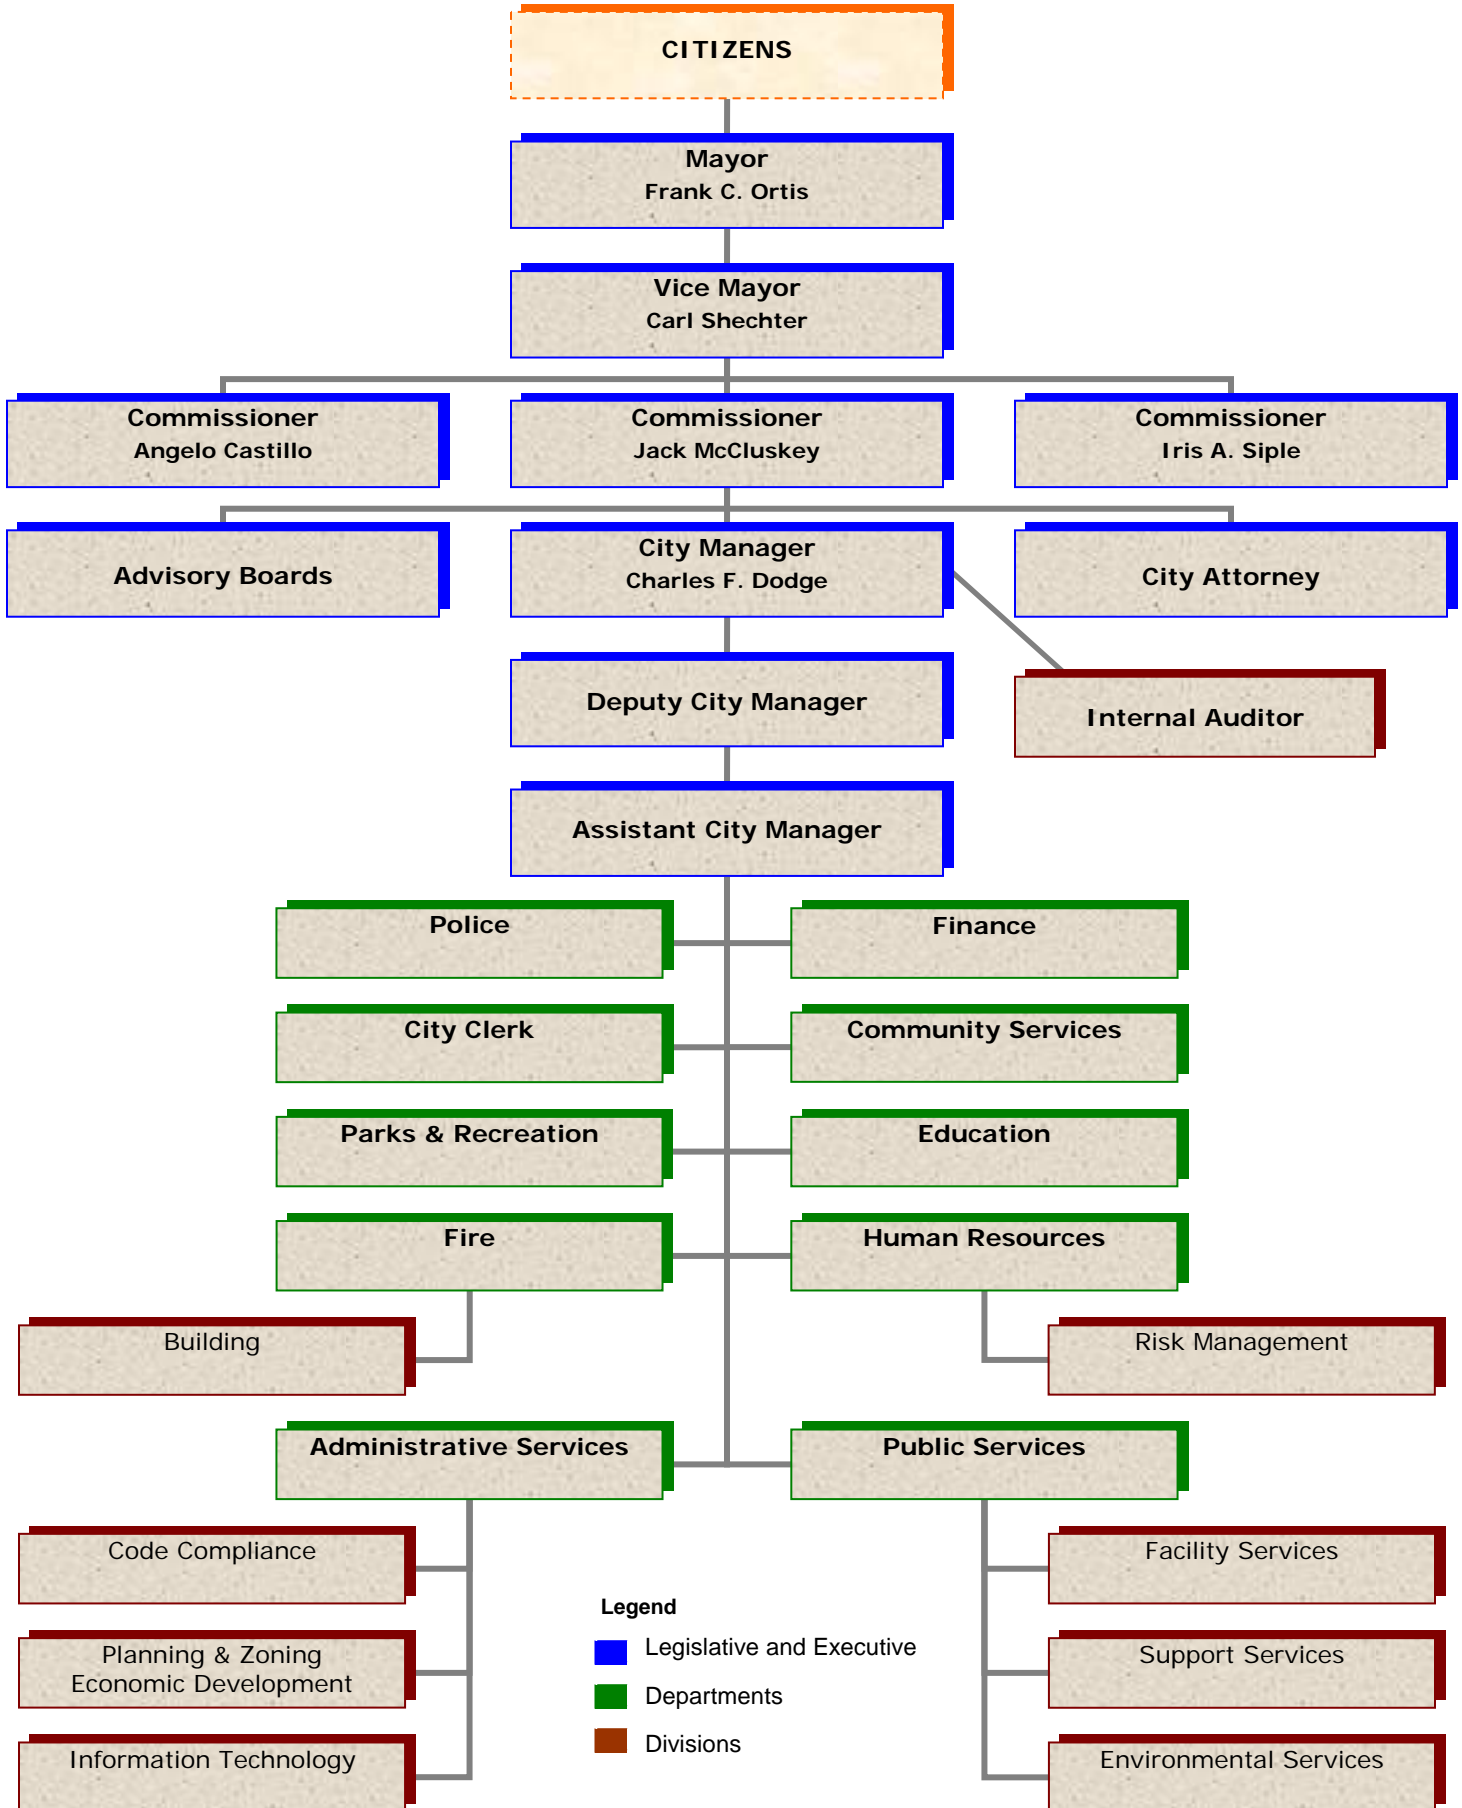 CITIZENS
Mayor
Frank C. Ortis
Vice Mayor
Carl Shechter
Commissioner
Angelo Castillo
Commissioner
Jack McCluskey
Commissioner
Iris A. Siple
Advisory Boards
City Manager
Charles F. Dodge
City Attorney
Deputy City Manager
Internal Auditor
Assistant City Manager
Police
Finance
City Clerk
Community Services
Parks & Recreation
Education
Fire
Human Resources
Building
Risk Management
Administrative Services
Public Services
Code Compliance
Facility Services
Planning & Zoning
Economic Development
Support Services
Information Technology
Environmental Services
Legend
Legislative and Executive
Departments
Divisions